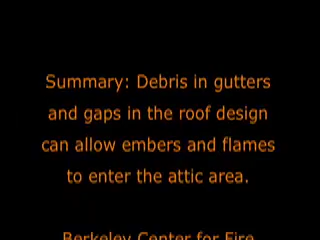 Summary: Debris in gutters
and gaps in the roof design
can allow embers and flames
to enter the attic area.
Berkeley Center for Fire